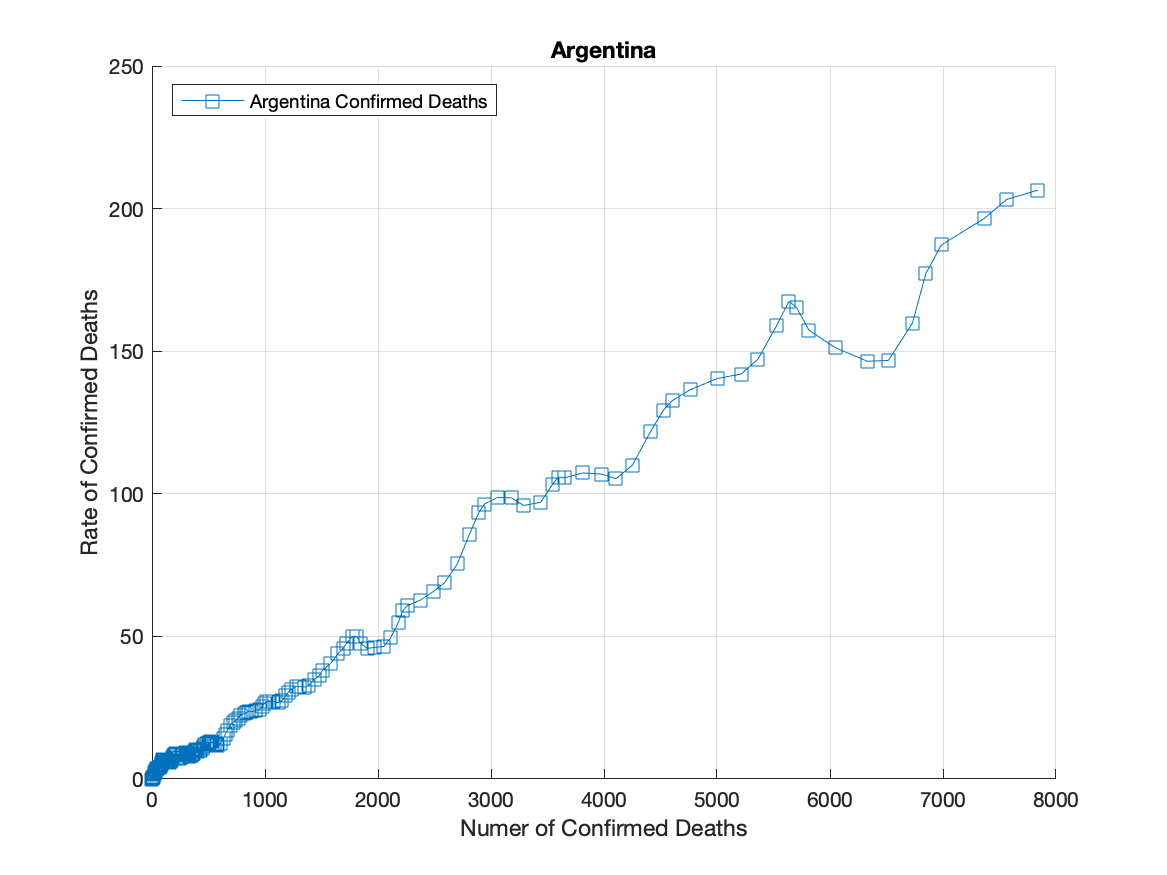 Argentina
Argentina Confirmed Deaths
250
200
150
100
50
0
Rate of Confirmed Deaths
0 1000 2000 3000 4000 5000 6000 7000 8000
Numer of Confirmed Deaths